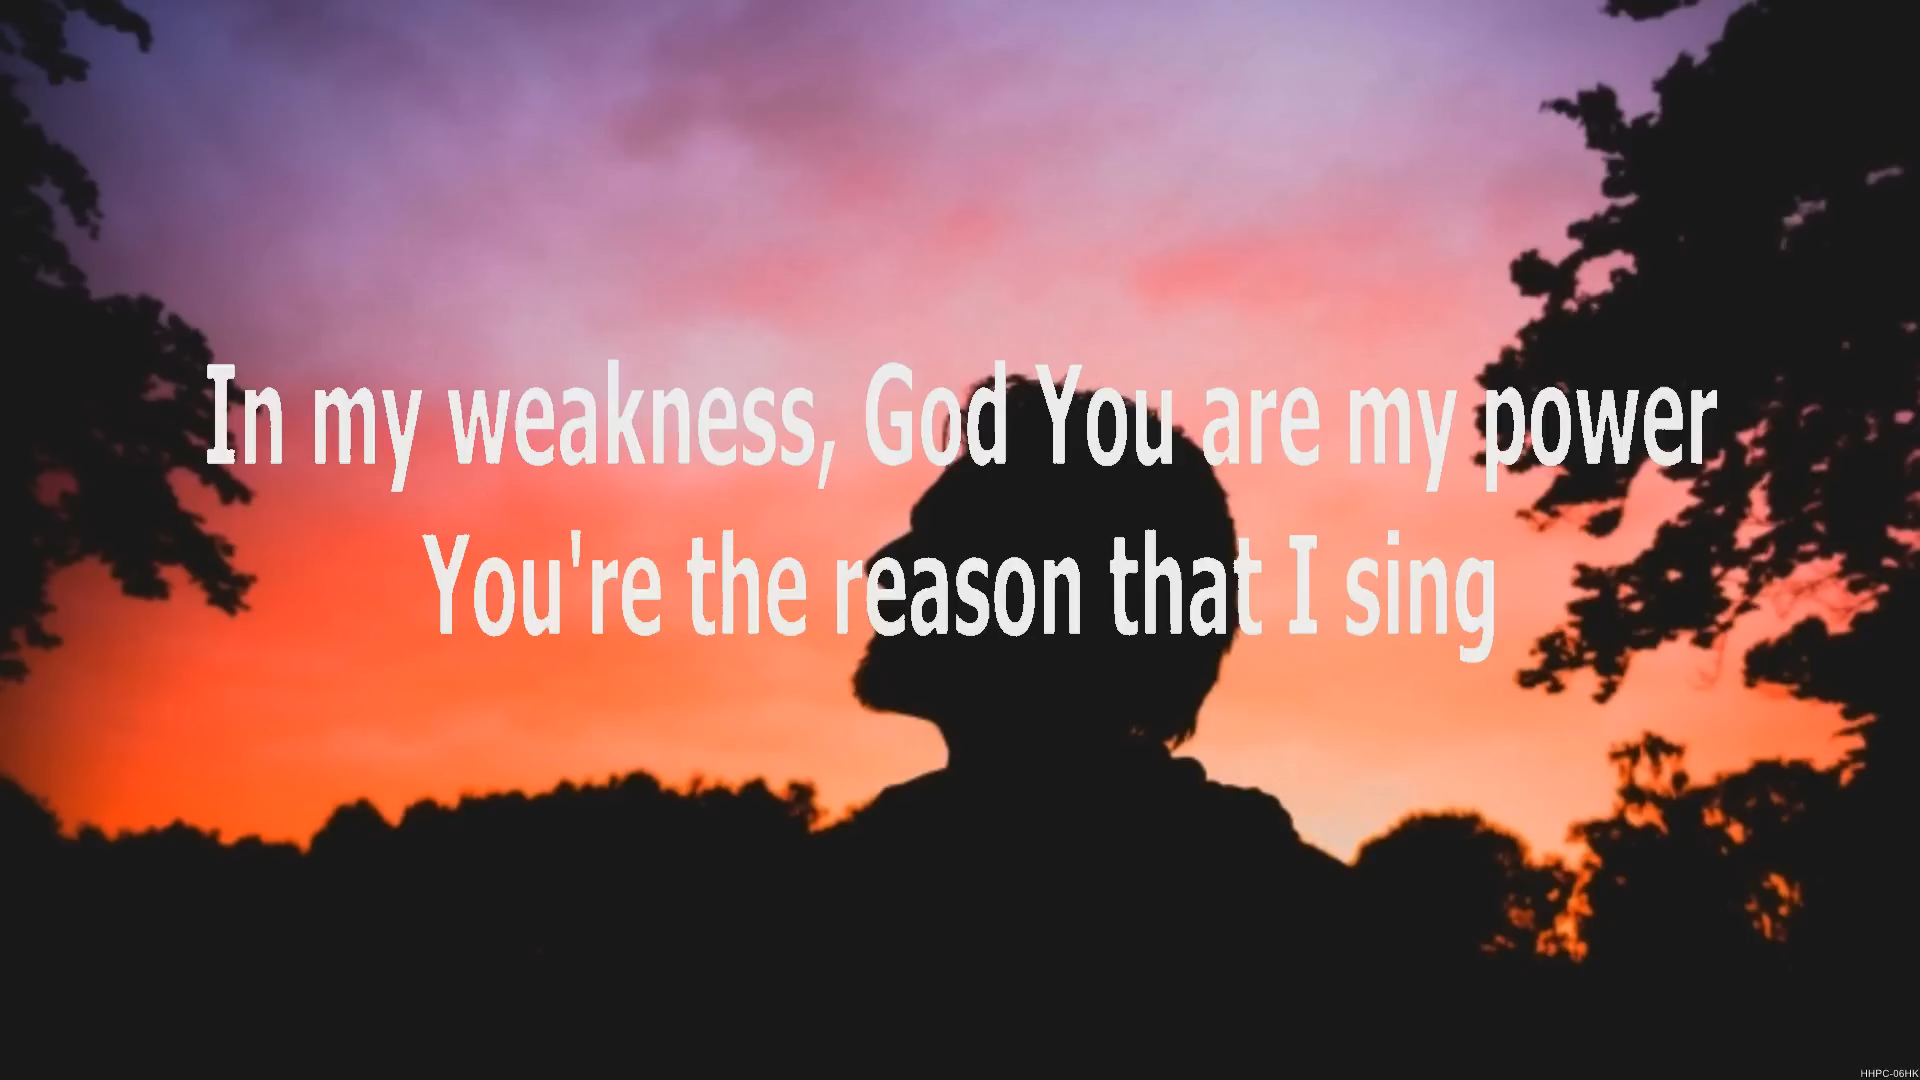 In my weakness, God You are my power
You're the reason that I sing
HHPC-06HK